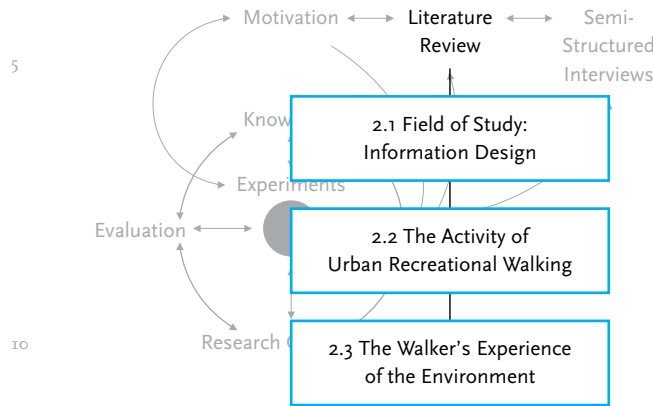 Motivation
Literature
Review
Semi-
Structured
Interviews
5
2.1 Field of Study:
Information Design
Experiments
Evaluation
2.2 The Activity of
Urban Recreational Walking
Research
10
2.3 The Walker’s Experience
of the Environment